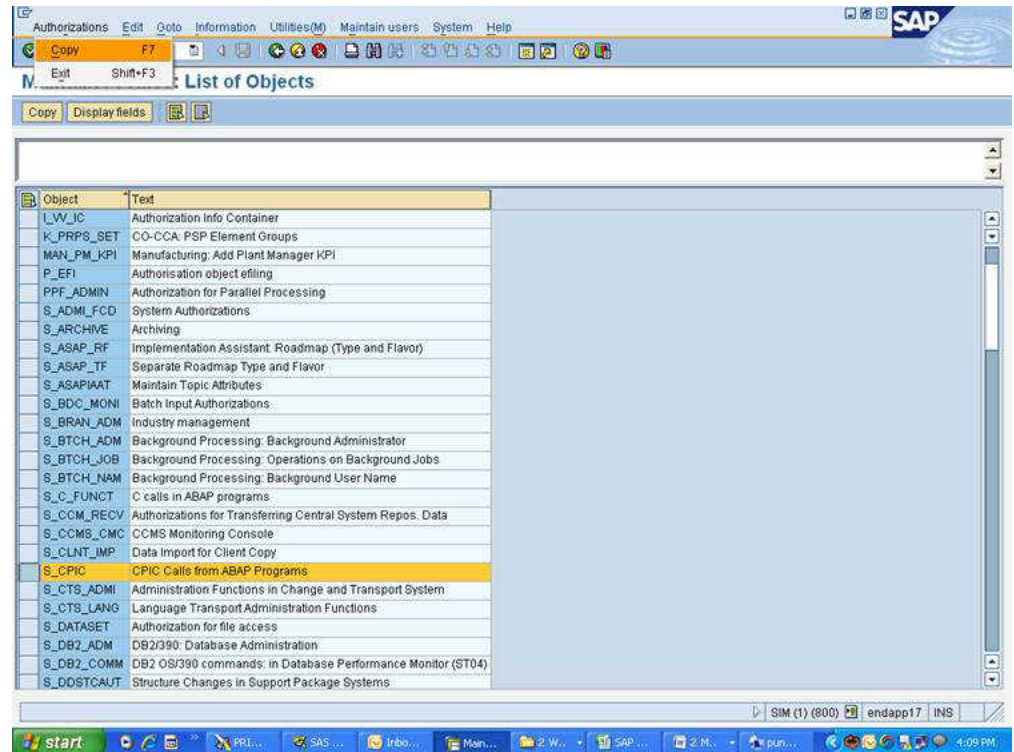 Authorizations Edit Goto Information Utilities(M) Maintain users System Help
SAP
Copy F7
Exit Shift+F3
M : List of Objects
Copy Display fields
Object Text
I_VV_IC Authorization Info Container
K_PRPS_SET CO-CCA: PSP Element Groups
MAN_PM_KPI Manufacturing: Add Plant Manager KPI
P_EFI Authorisation object efiling
PPF_ADMIN Authorization for Parallel Processing
S_ADMI_FCD System Authorizations
S_ARCHIVE Archiving
S_ASAP_RF Implementation Assistant: Roadmap (Type and Flavor)
S_ASAP_TF Separate Roadmap Type and Flavor
S_ASAPIAAT Maintain Topic Attributes
S_BDC_MONI Batch Input Authorizations
S_BRAN_ADM Industry management
S_BTCH_ADM Background Processing: Background Administrator
S_BTCH_JOB Background Processing: Operations on Background Jobs
S_BTCH_NAM Background Processing: Background User Name
S_C_FUNCT C calls in ABAP programs
S_CCM_RECV Authorizations for Transferring Central System Repos. Data
S_CCMS_CMC CCMS Monitoring Console
S_CLNT_IMP Data Import for Client Copy
S_CPIC CPIC Calls from ABAP Programs
S_CTS_ADMI Administration Functions in Change and Transport System
S_CTS_LANG Language Transport Administration Functions
S_DATASET Authorization for file access
S_DB2_ADM DB2/390: Database Administration
S_DB2_COMM DB2 OS/390 commands: in Database Performance Monitor (ST04)
S_DDSTCAUT Structure Changes in Support Package Systems
SIM (1) (800) endapp17 INS
start PRI... SAS ... Inbo... Main... 2 W... SAP ... 2 M... pun... 4:09 PM